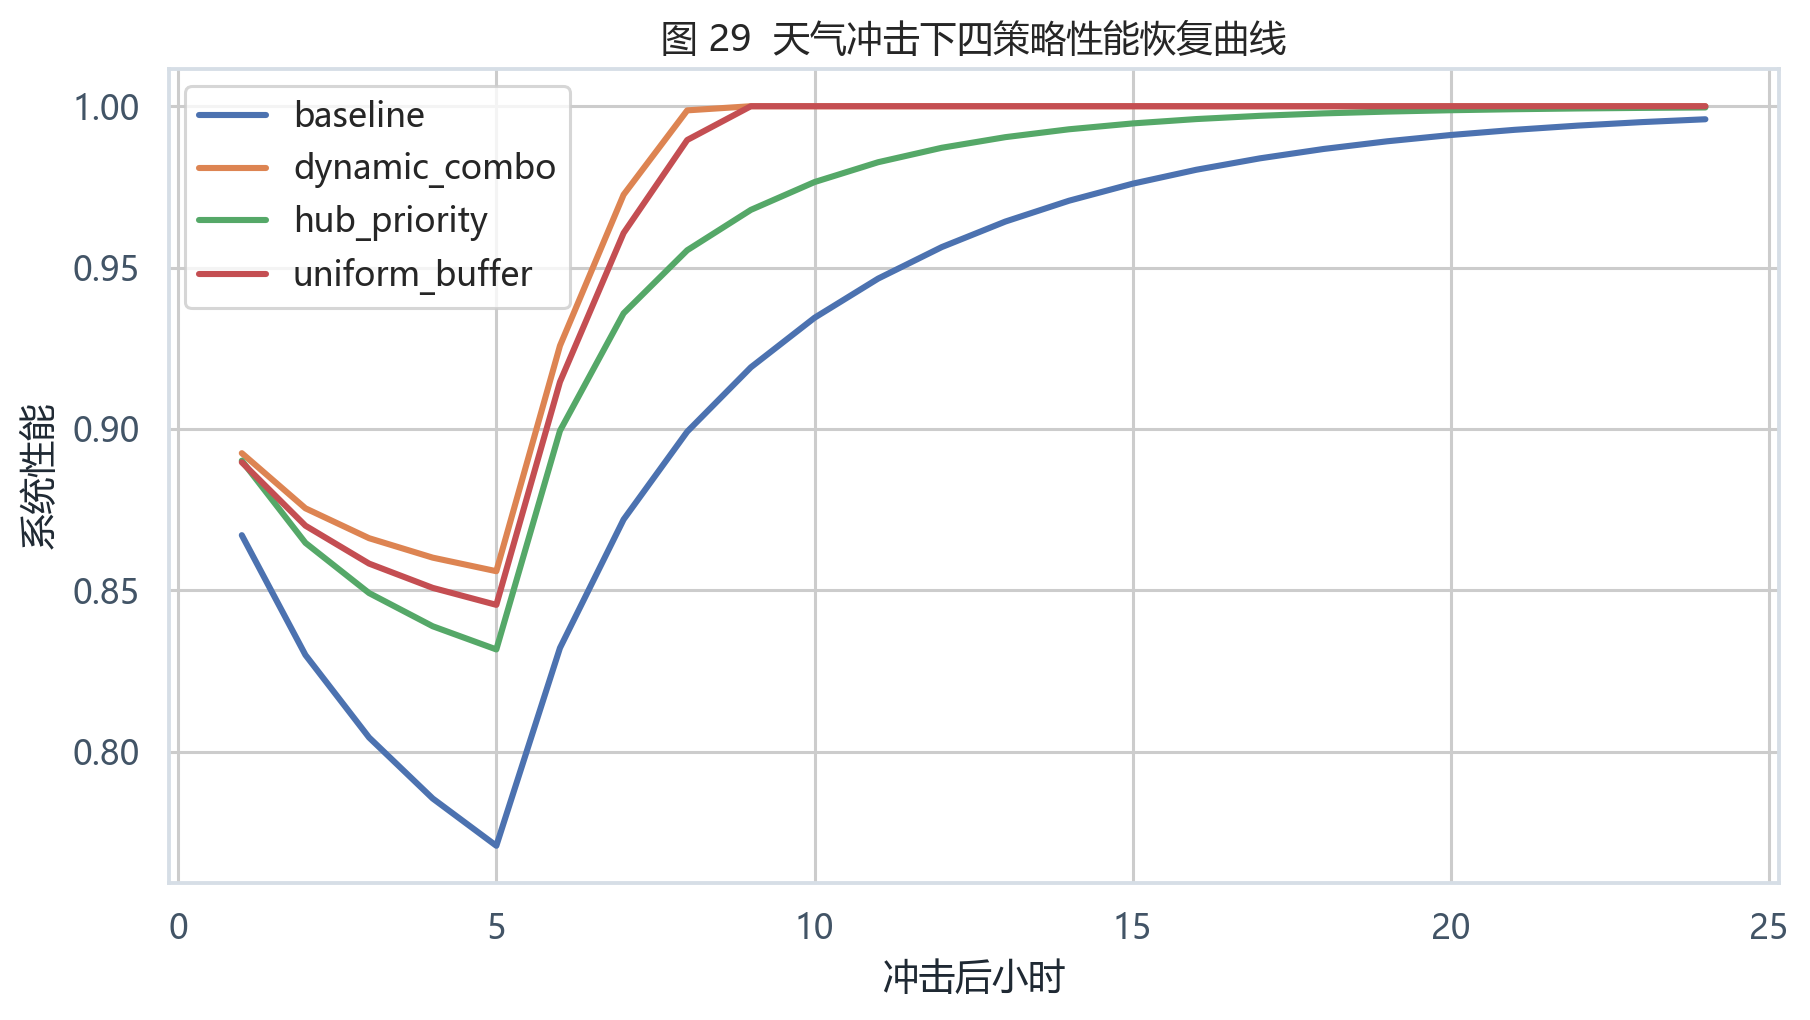 图 29 天气冲击下四策略性能恢复曲线
baseline
dynamic_combo
hub_priority
uniform_buffer
1.00
0.95
0.90
0.85
0.80
系统性能
0 5 10 15 20 25
冲击后小时